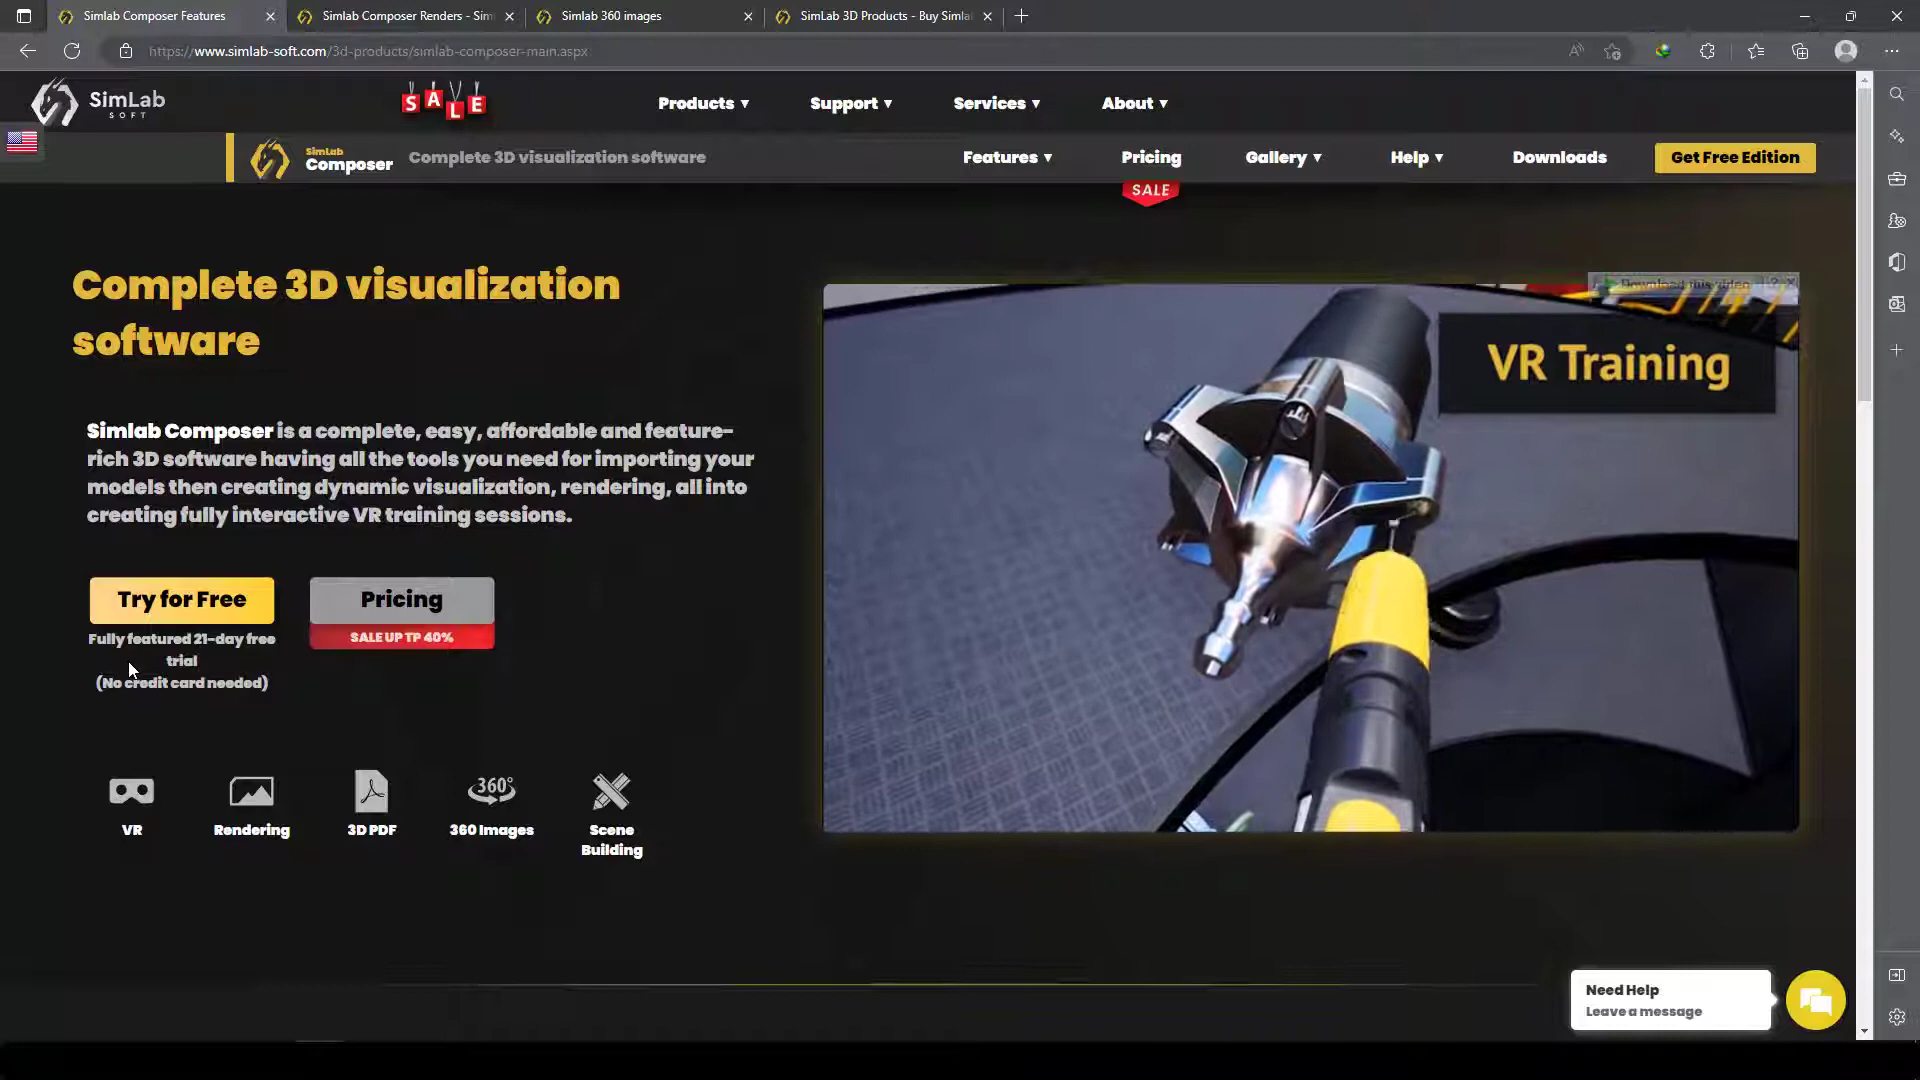 Simlab Composer Features
Simlab Composer Renders - Sim
Simlab 360 images
SimLab 3D Products - Buy Simla
https://www.simlab-soft.com/3d-products/simlab-composer-main.aspx
SimLab
SOFT
SALE
Products ▾
Support ▾
Services ▾
About ▾
SimLab
Composer
Complete 3D visualization software
Features ▾
Pricing
Gallery ▾
Help ▾
Downloads
Get Free Edition
SALE
Complete 3D visualization
software
Download this video
?
VR Training
Simlab Composer is a complete, easy, affordable and feature-
rich 3D software having all the tools you need for importing your
models then creating dynamic visualization, rendering, all into
creating fully interactive VR training sessions.
Try for Free
Pricing
SALE UP TP 40%
Fully featured 21-day free
trial
(No credit card needed)
VR
Rendering
3D PDF
360°
360 Images
Scene
Building
Need Help
Leave a message